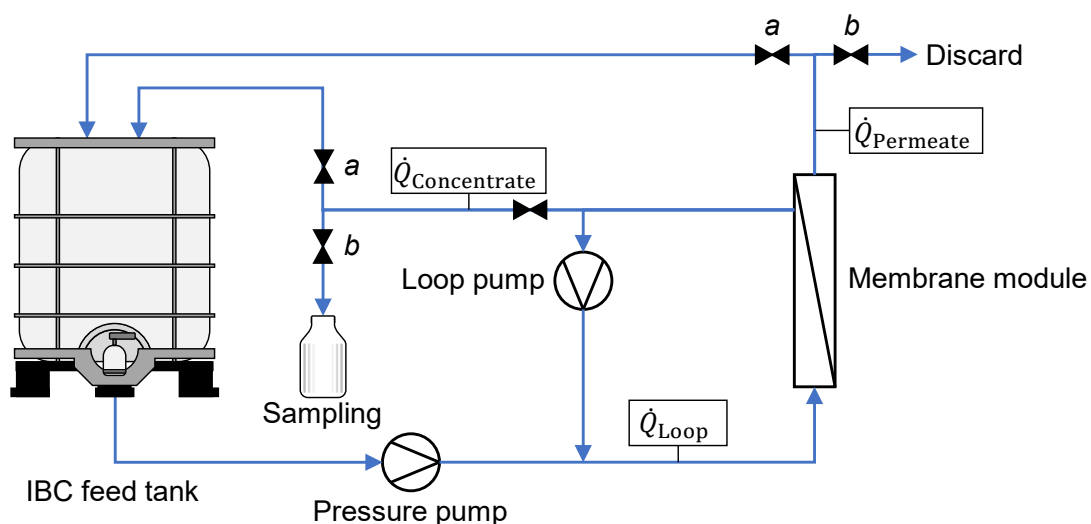 a
b
Discard
Q̇Permeate
Q̇Concentrate
a
b
Loop pump
Membrane module
Sampling
Q̇Loop
IBC feed tank
Pressure pump